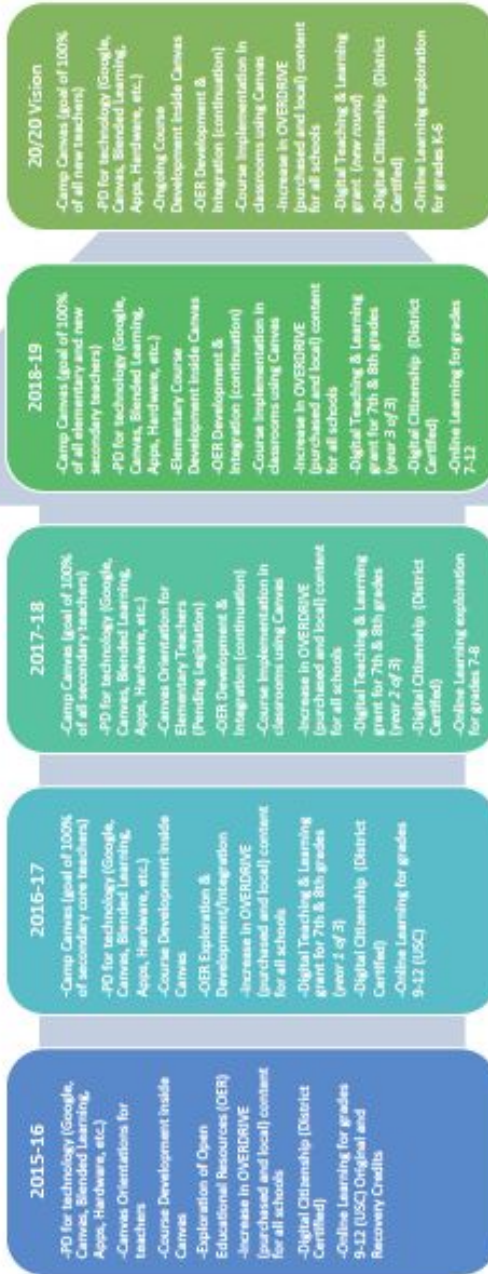 2015-16
-PD for technology (Google,
Canvas, Blended Learning,
Apps, Hardware, etc.)
-Canvas Orientations for
teachers
-Course Development inside
Canvas
-Exploration of Open
Educational Resources (OER)
-Increase in OVERDRIVE
(purchased and local) content
for all schools
-Digital Citizenship (District
Certified)
-Online Learning for grades
9-12 (USC) Original and
Recovery Credits
2016-17
-Camp Canvas (goal of 100%
of secondary core teachers)
-PD for technology (Google,
Canvas, Blended Learning,
Apps, Hardware, etc.)
-Course Development inside
Canvas
-OER Exploration &
Development/Integration
-Increase in OVERDRIVE
(purchased and local) content
for all schools
-Digital Teaching & Learning
grant for 7th & 8th grades
(year 1 of 3)
-Digital Citizenship (District
Certified)
-Online Learning for grades
9-12 (USC)
2017-18
-Camp Canvas (goal of 100%
of all secondary teachers)
-PD for technology (Google,
Canvas, Blended Learning,
Apps, Hardware, etc.)
-Canvas Orientation for
Elementary Teachers
(Pending Legislation)
-OER Development &
Integration (continuation)
-Course Implementation in
classrooms using Canvas
-Increase in OVERDRIVE
(purchased and local) content
for all schools
-Digital Teaching & Learning
grant for 7th & 8th grades
(year 2 of 3)
-Digital Citizenship (District
Certified)
-Online Learning exploration
for grades 7-8
2018-19
-Camp Canvas (goal of 100%
of all elementary and new
secondary teachers)
-PD for technology (Google,
Canvas, Blended Learning,
Apps, Hardware, etc.)
-Elementary Course
Development Inside Canvas
-OER Development &
Integration (continuation)
-Course Implementation in
classrooms using Canvas
-Increase in OVERDRIVE
(purchased and local) content
for all schools
-Digital Teaching & Learning
grant for 7th & 8th grades
(year 3 of 3)
-Digital Citizenship (District
Certified)
-Online Learning for grades
7-12
20/20 Vision
-Camp Canvas (goal of 100%
of all new teachers)
-PD for technology (Google,
Canvas, Blended Learning,
Apps, Hardware, etc.)
-Ongoing Course
Development Inside Canvas
-OER Development &
Integration (continuation)
-Course Implementation in
classrooms using Canvas
-Increase in OVERDRIVE
(purchased and local) content
for all schools
-Digital Teaching & Learning
grant (new round)
-Digital Citizenship (District
Certified)
-Online Learning exploration
for grades K-6